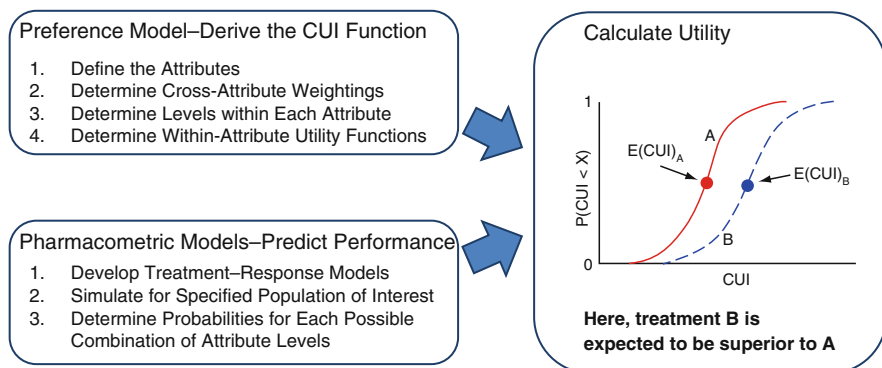 Preference Model–Derive the CUI Function
1. Define the Attributes
2. Determine Cross-Attribute Weightings
3. Determine Levels within Each Attribute
4. Determine Within-Attribute Utility Functions
Pharmacometric Models–Predict Performance
1. Develop Treatment–Response Models
2. Simulate for Specified Population of Interest
3. Determine Probabilities for Each Possible
Combination of Attribute Levels
Calculate Utility
1
A
E(CUI)A
E(CUI)B
P(CUI < X)
B
0
CUI
Here, treatment B is
expected to be superior to A